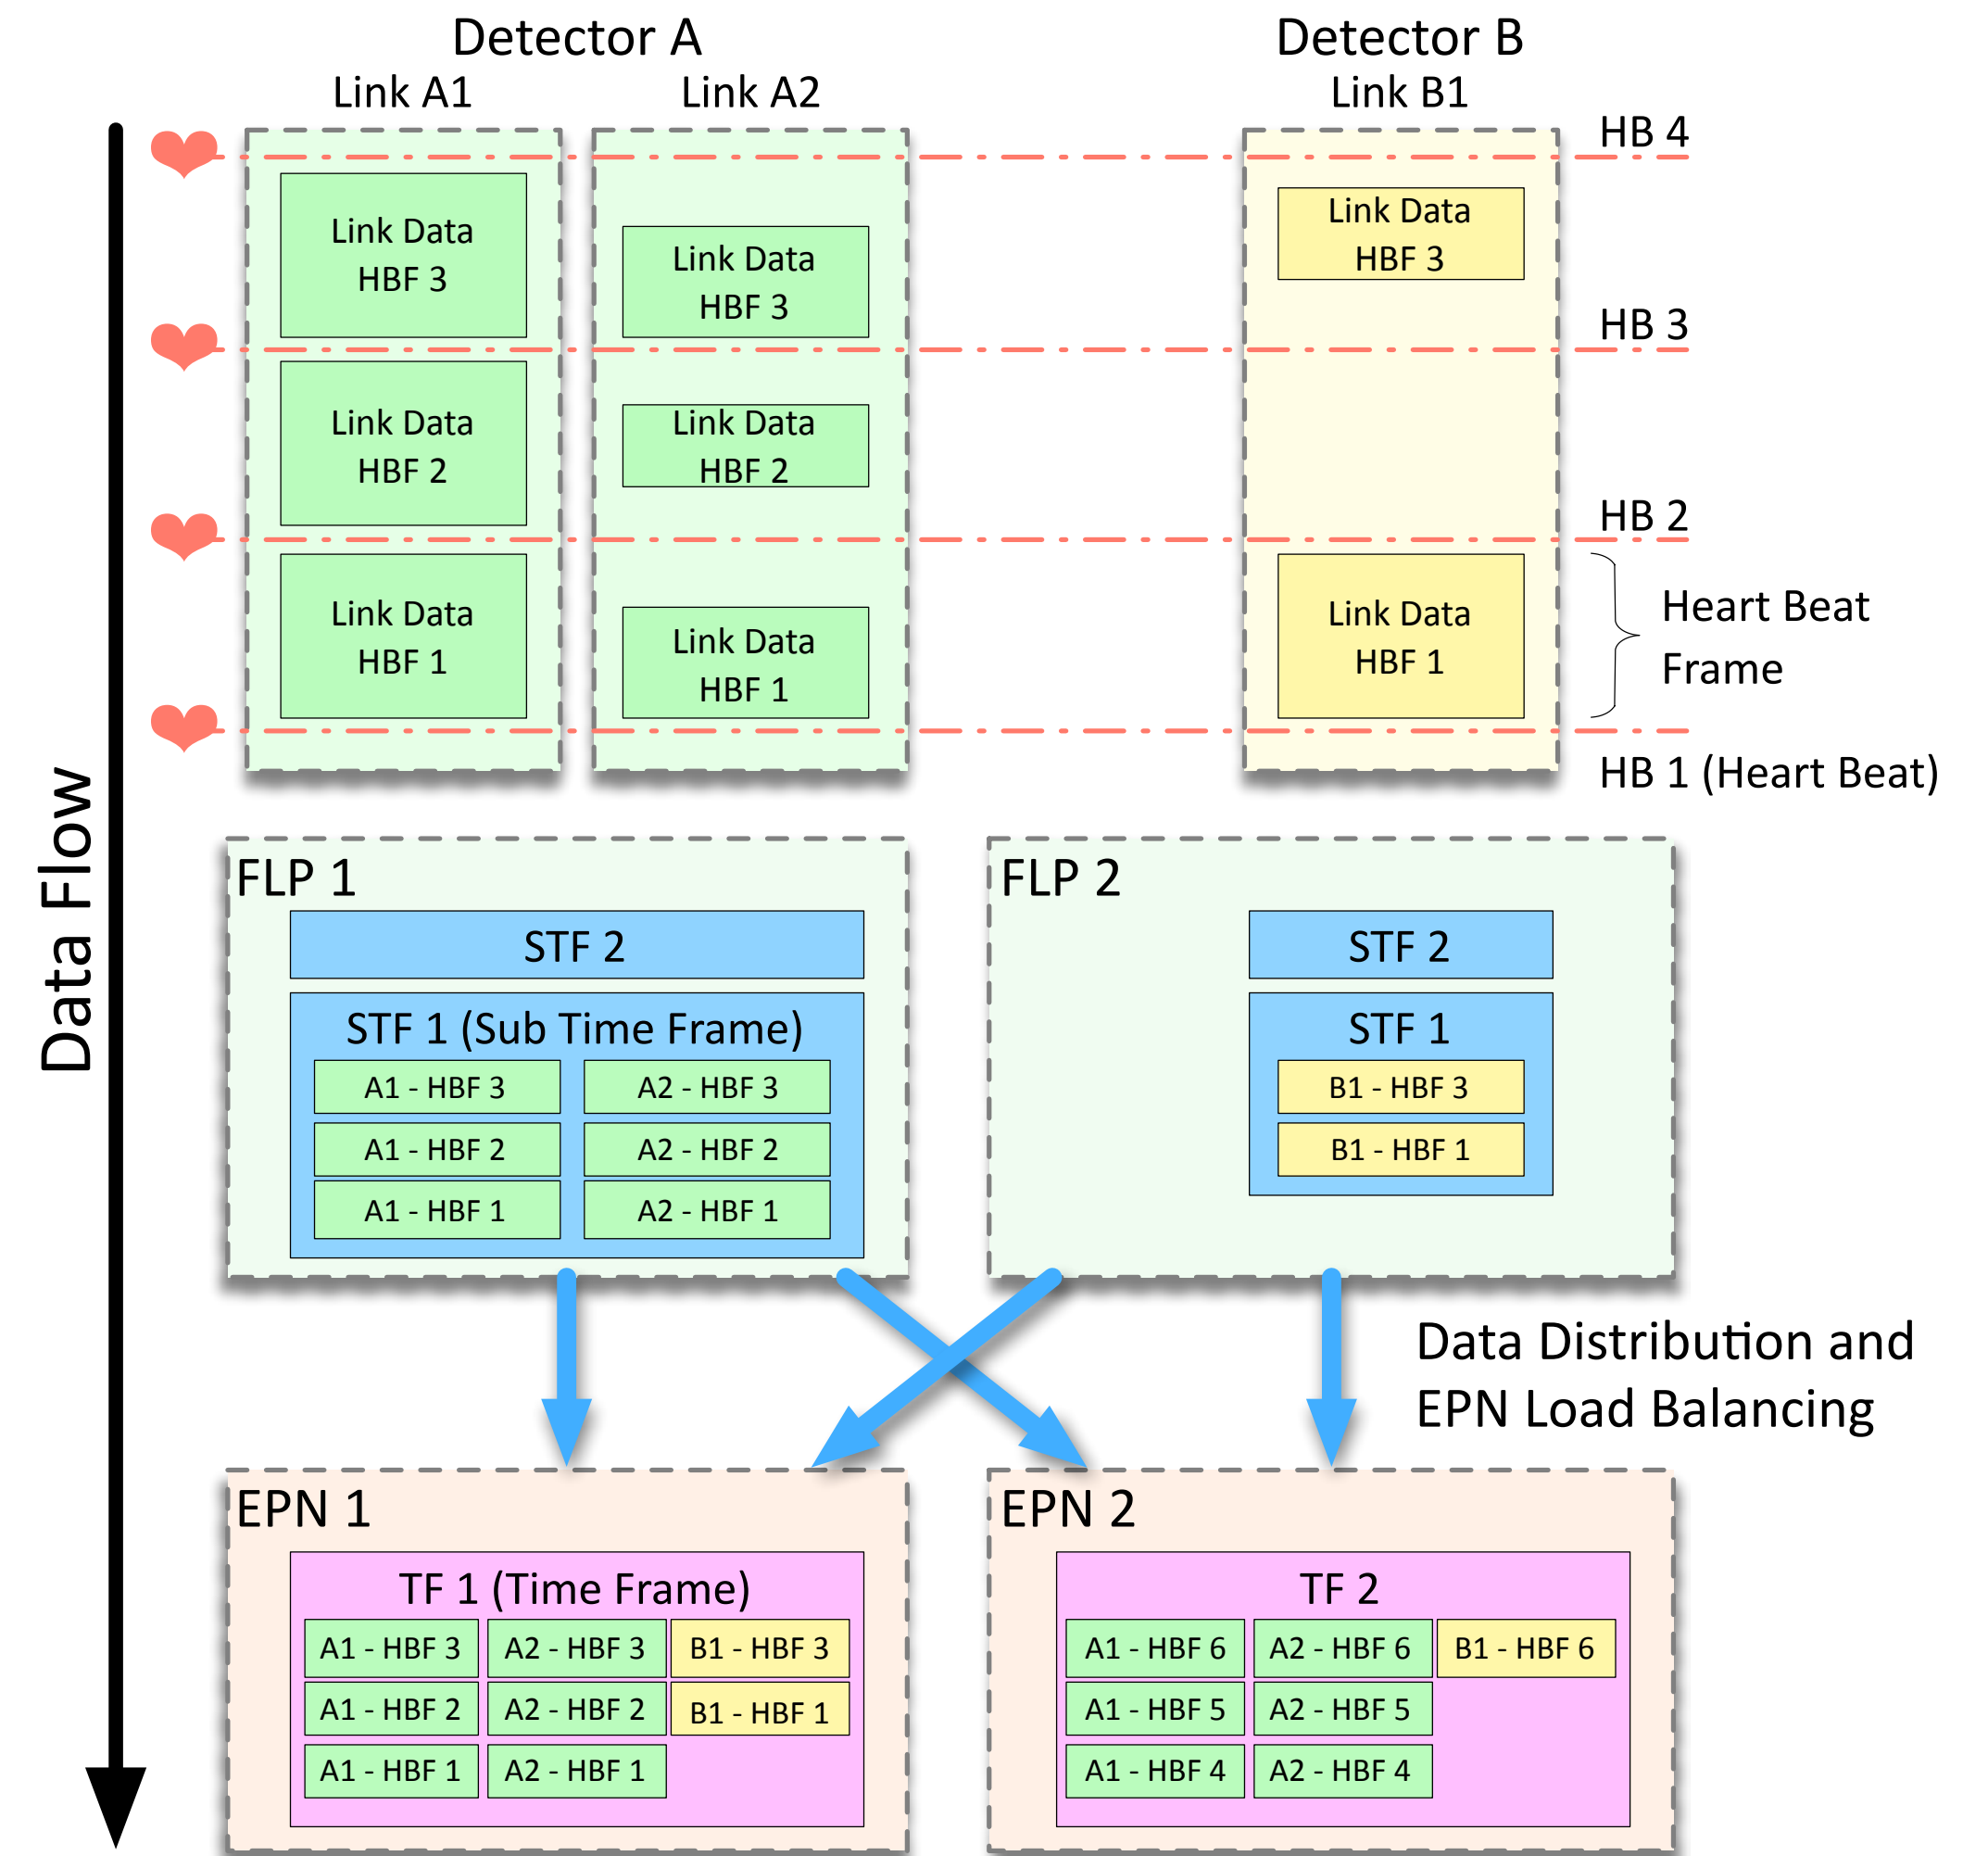 Detector A
Detector B
Link A1
Link A2
Link B1
HB 4
Link Data
HBF 3
Link Data
HBF 3
Link Data
HBF 3
HB 3
Link Data
HBF 2
Link Data
HBF 2
HB 2
Link Data
HBF 1
Link Data
HBF 1
Link Data
HBF 1
Heart Beat
Frame
HB 1 (Heart Beat)
Data Flow
FLP 1
STF 2
STF 1 (Sub Time Frame)
A1 - HBF 3
A2 - HBF 3
A1 - HBF 2
A2 - HBF 2
A1 - HBF 1
A2 - HBF 1
FLP 2
STF 2
STF 1
B1 - HBF 3
B1 - HBF 1
Data Distribution and
EPN Load Balancing
EPN 1
TF 1 (Time Frame)
A1 - HBF 3
A2 - HBF 3
B1 - HBF 3
A1 - HBF 2
A2 - HBF 2
B1 - HBF 1
A1 - HBF 1
A2 - HBF 1
EPN 2
TF 2
A1 - HBF 6
A2 - HBF 6
B1 - HBF 6
A1 - HBF 5
A2 - HBF 5
A1 - HBF 4
A2 - HBF 4